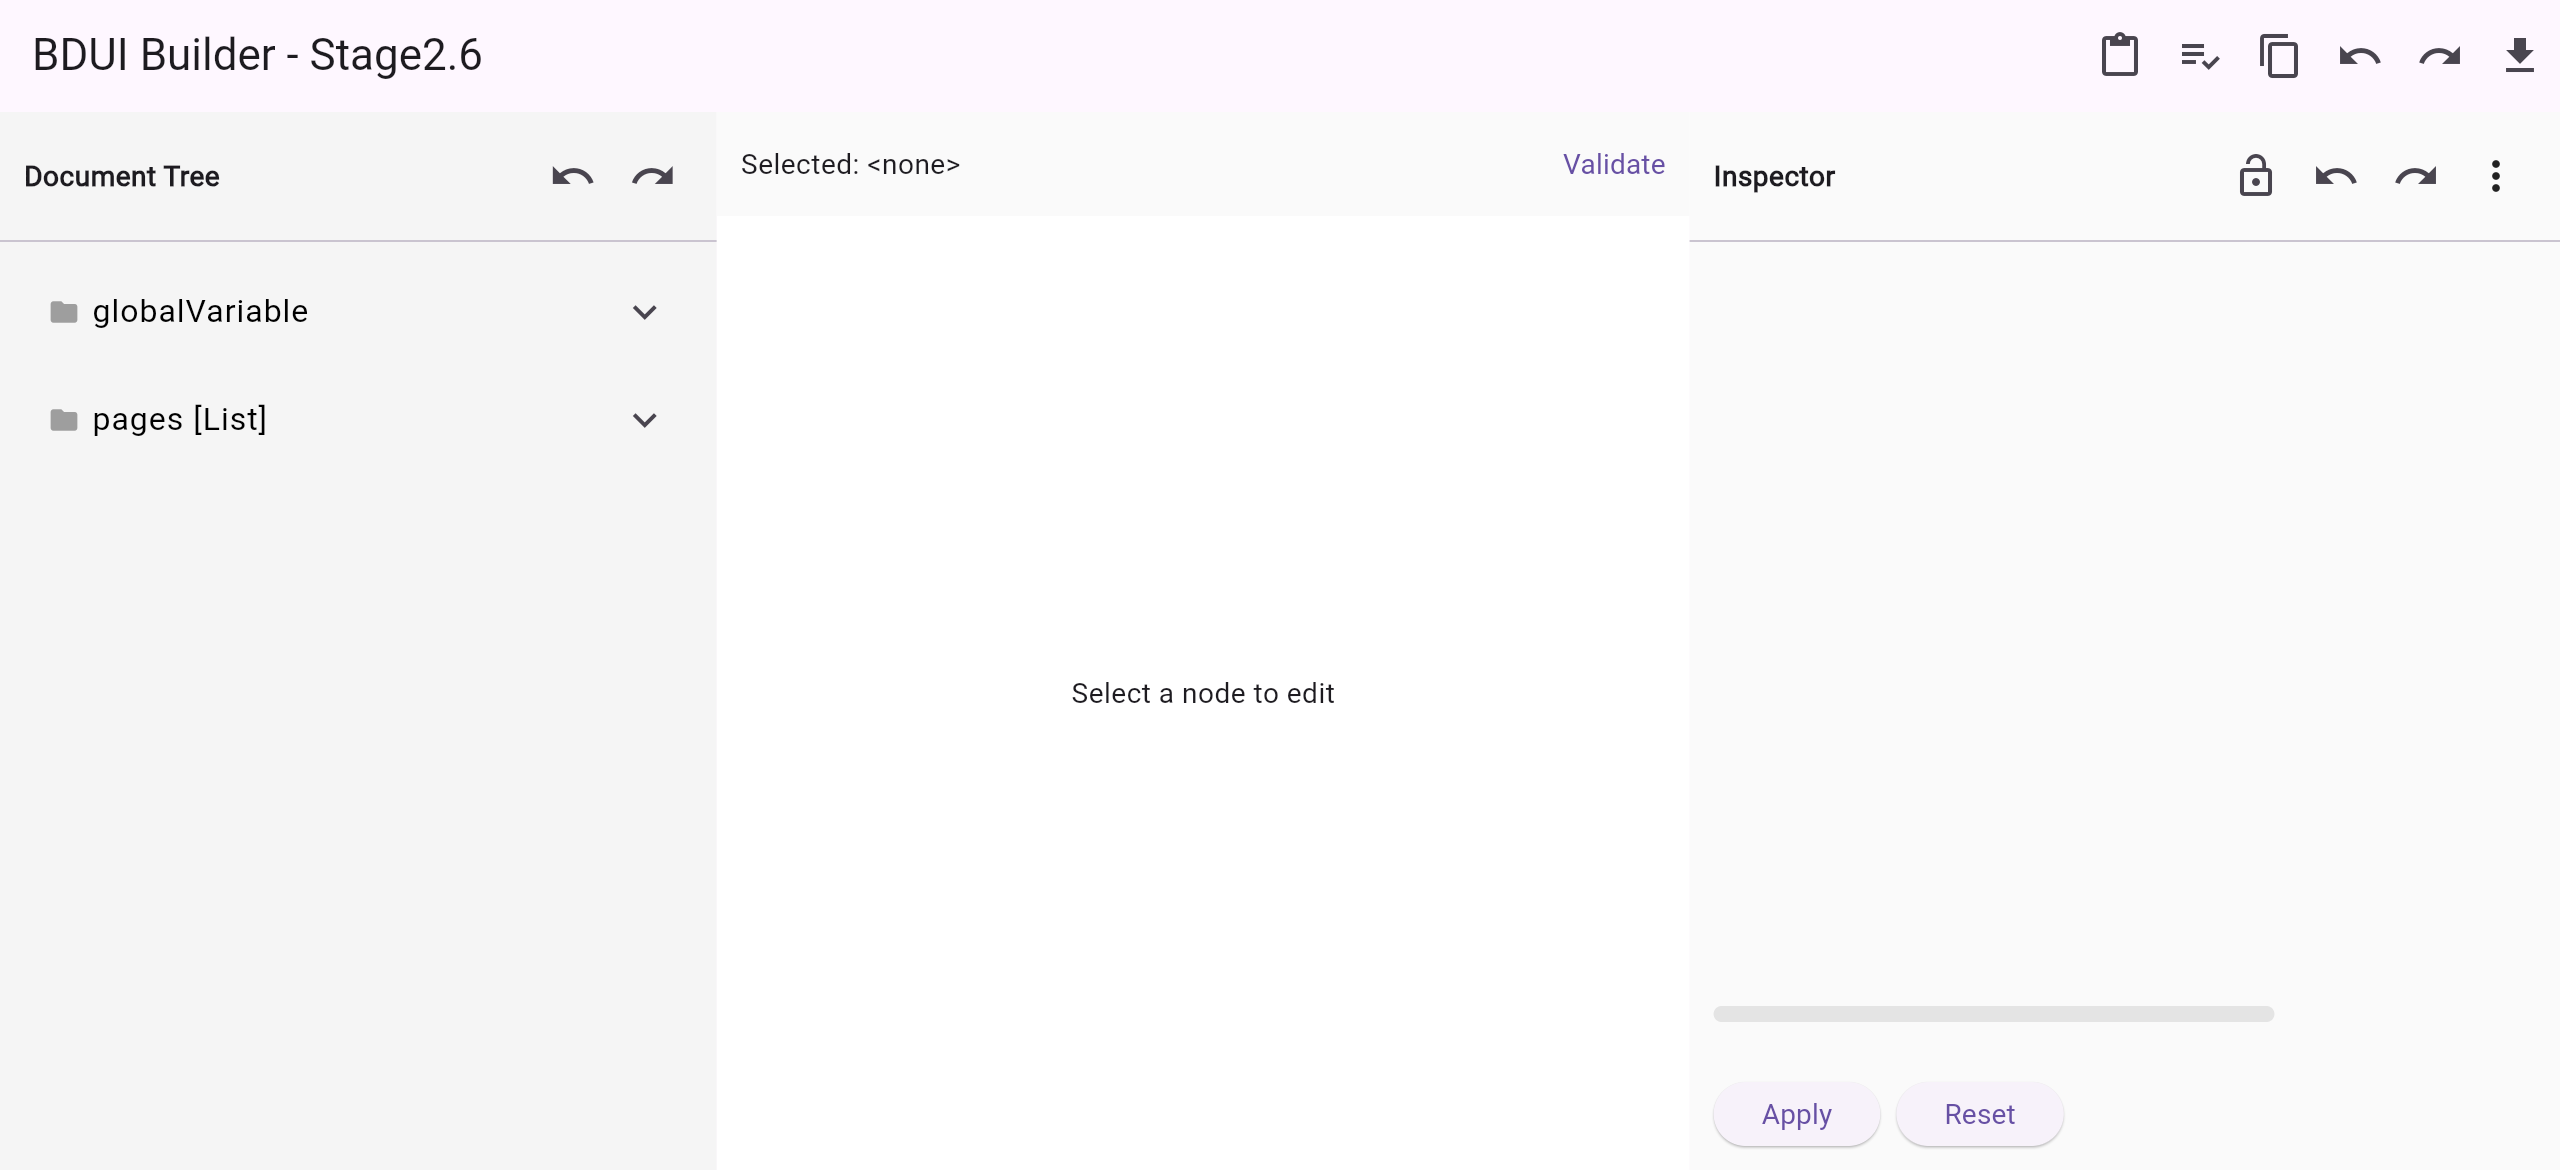 BDUI Builder - Stage2.6
Document Tree
globalVariable
pages [List]
Selected: <none>
Validate
Select a node to edit
Inspector
Apply
Reset